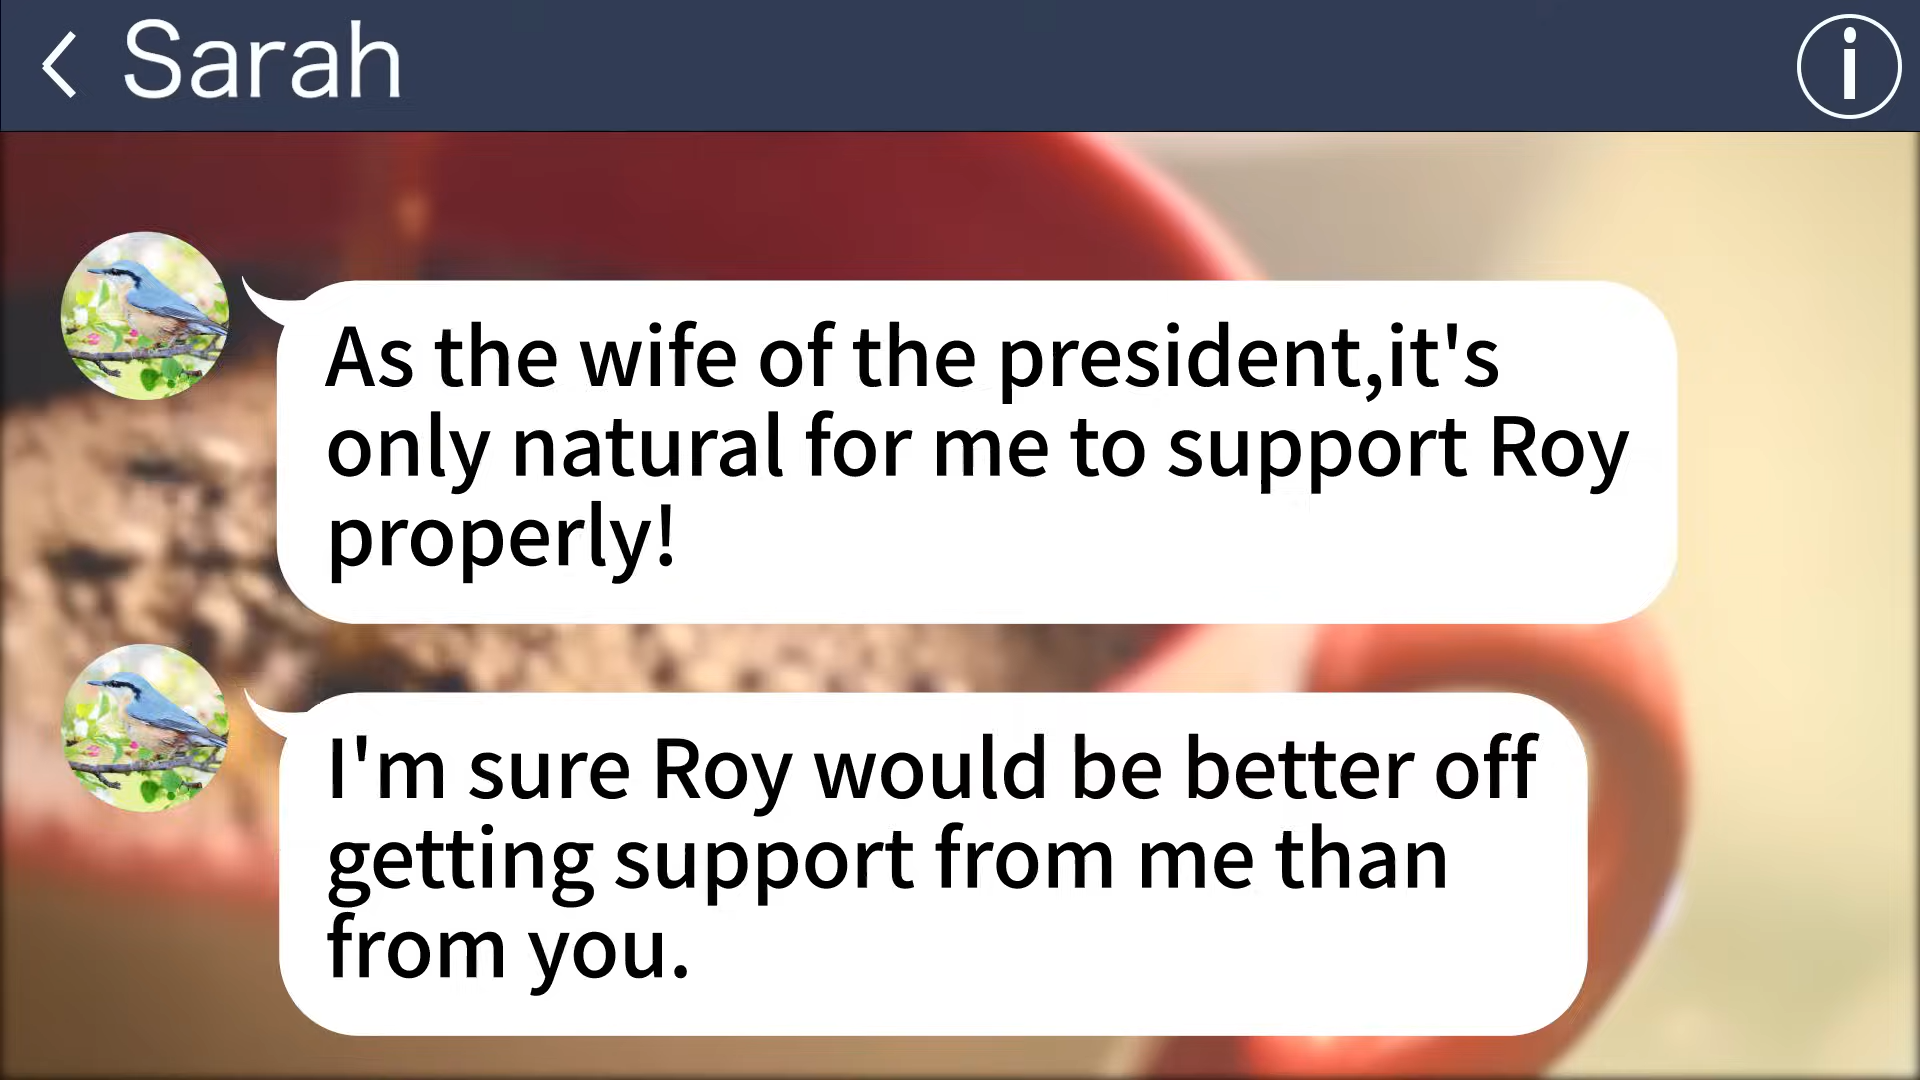 Sarah
As the wife of the president,it's
only natural for me to support Roy
properly!
I'm sure Roy would be better off
getting support from me than
from you.